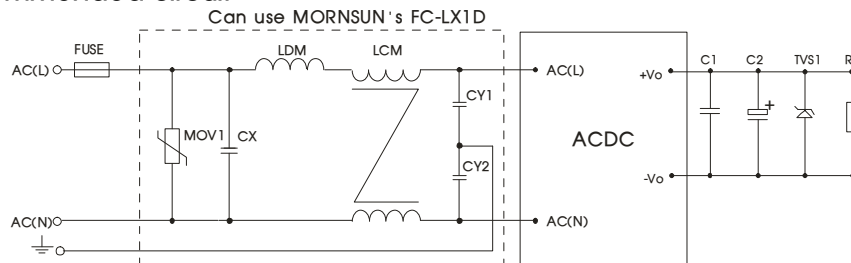 Can use MORNSUN's FC-LX1D
FUSE
LDM
LCM
C1
C2
TVS1
AC(L)
AC(L)
+Vo
CY1
+
MOV1
CX
ACDC
CY2
-Vo
AC(N)
AC(N)